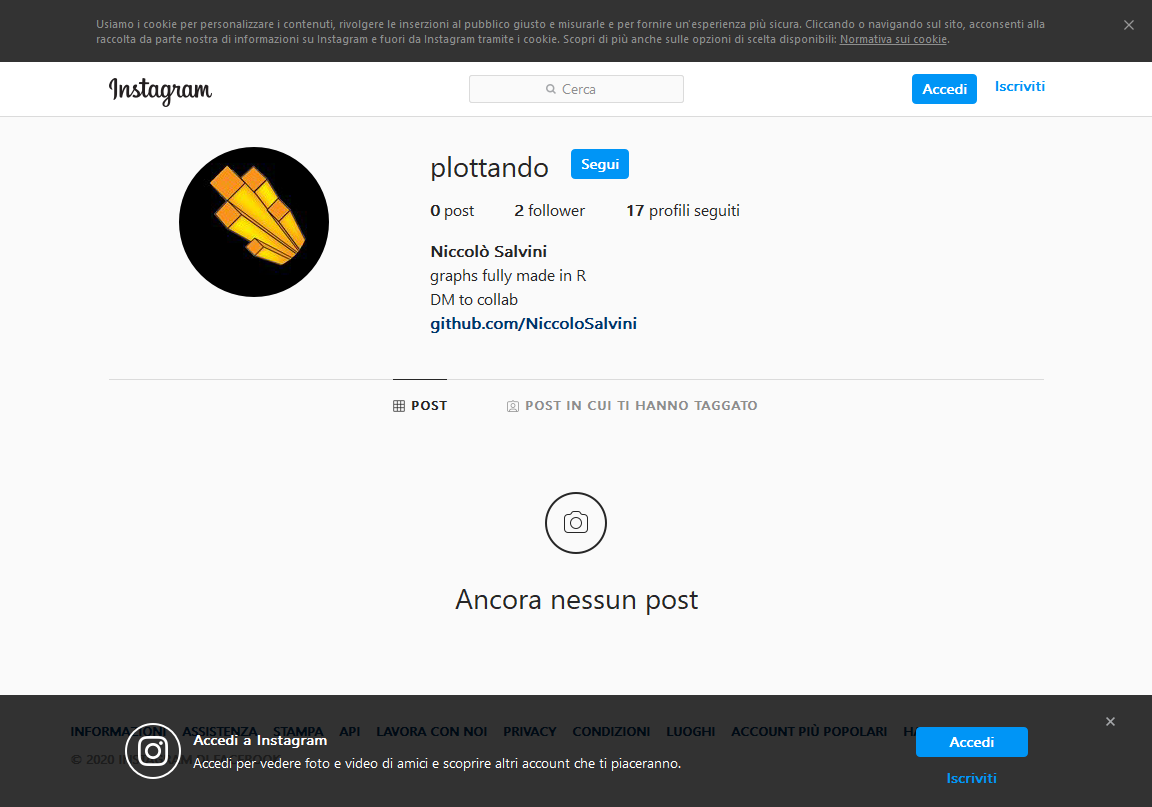 Usiamo i cookie per personalizzare i contenuti, rivolgere le inserzioni al pubblico giusto e misurarle e per fornire un'esperienza più sicura. Cliccando o navigando sul sito, acconsenti alla
raccolta da parte nostra di informazioni su Instagram e fuori da Instagram tramite i cookie. Scopri di più anche sulle opzioni di scelta disponibili: Normativa sui cookie.
Instagram
Cerca
Accedi
Iscriviti
plottando
Segui
0 post
2 follower
17 profili seguiti
Niccolò Salvini
graphs fully made in R
DM to collab
github.com/NiccoloSalvini
POST
POST IN CUI TI HANNO TAGGATO
Ancora nessun post
INFORMAZIONI ASSISTENZA STAMPA API LAVORA CON NOI PRIVACY CONDIZIONI LUOGHI ACCOUNT PIÙ POPOLARI
Accedi a Instagram
Accedi per vedere foto e video di amici e scoprire altri account che ti piaceranno.
© 2020
Accedi
Iscriviti